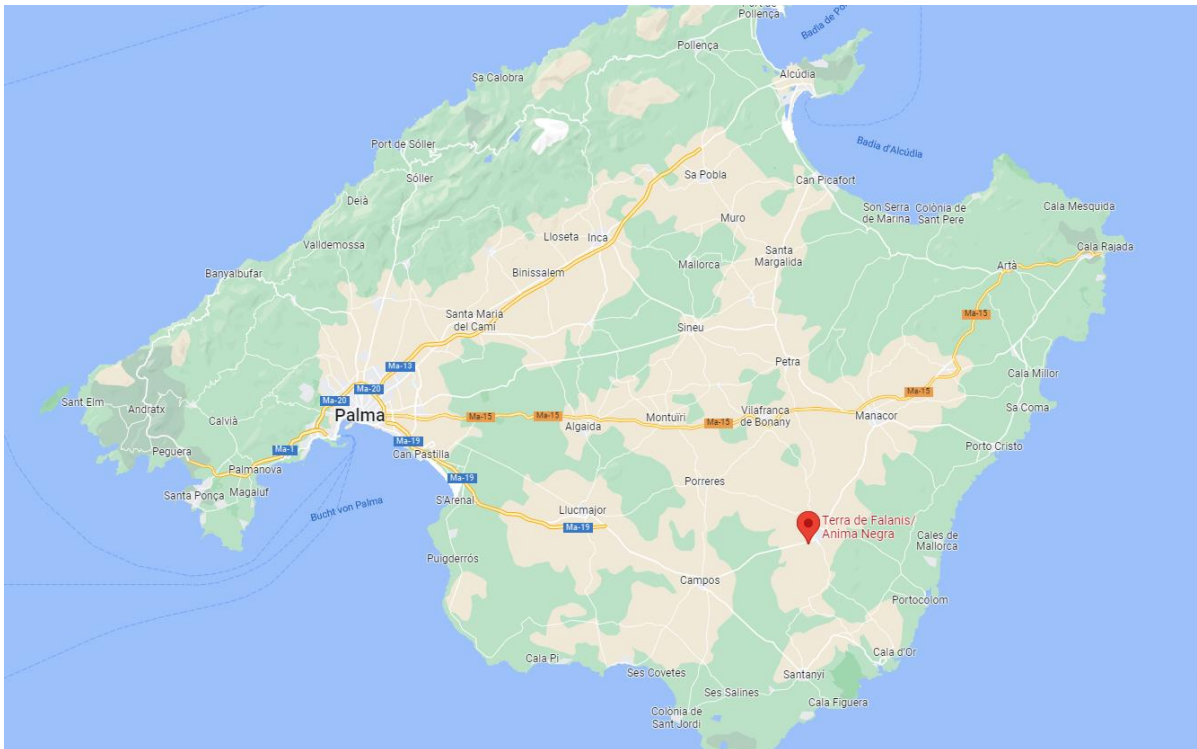 Port de
Pollença
Badia de Po
Pollença
Sa Calobra
Alcúdia
Port de Sóller
Badia d'Alcúdia
Sóller
Sa Pobla
Can Picafort
Deià
Son Serra
de Marina
Colònia de
Sant Pere
Cala Mesquida
Muro
Valldemossa
Lloseta
Inca
Santa
Margalida
Cala Rajada
Banyalbufar
Binissalem
Mallorca
Artà
Santa Maria
del Camí
Sineu
Ma-15
Petra
Ma-13
Cala Millor
Ma-20
Ma-15
Sant Elm
Ma-20
Andratx
Sa Coma
Palma
Calvià
Ma-15
Ma-15
Algaida
Montuïri
Ma-15
Vilafranca
de Bonany
Manacor
Ma-19
Peguera
Ma-1
Can Pastilla
Porto Cristo
Palmanova
Ma-19
Porreres
Santa Ponça
Magaluf
S'Arenal
Bucht von Palma
Llucmajor
Ma-19
Terra de Falanis/
Anima Negra
Cales de
Mallorca
Puigderrós
Campos
Portocolom
Cala Pi
Cala d'Or
Ses Covetes
Santanyí
Ses Salines
Cala Figuera
Colònia de
Sant Jordi